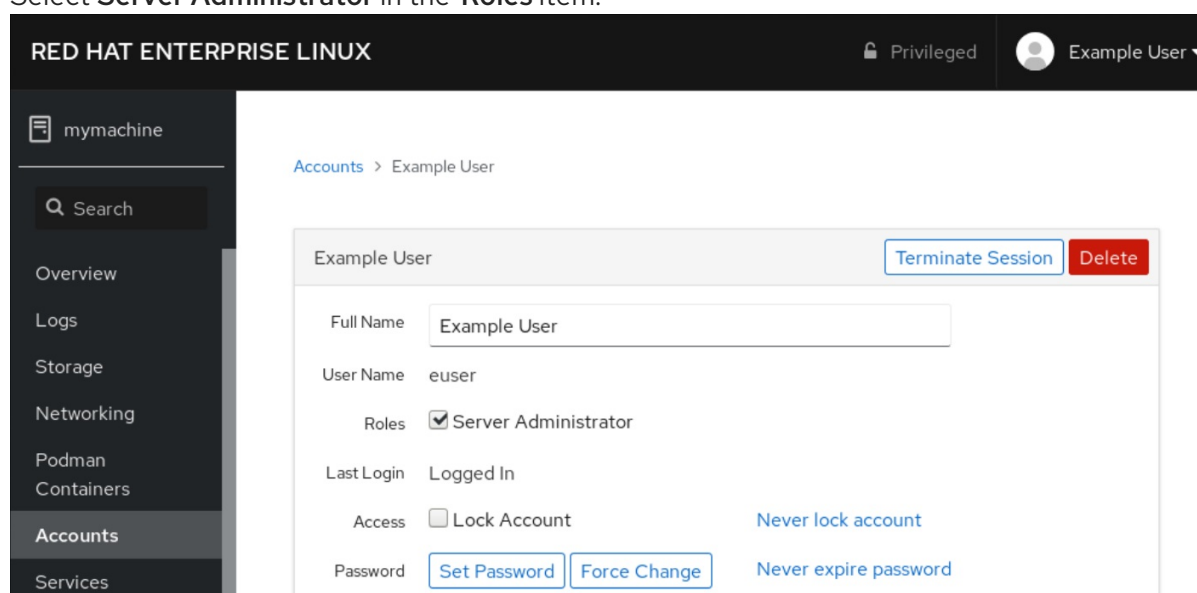 Select Server Administrator in the Roles item.
RED HAT ENTERPRISE LINUX
Privileged
Example User
mymachine
Search
Overview
Logs
Storage
Networking
Podman
Containers
Accounts
Services
Accounts > Example User
Example User
Terminate Session
Delete
Full Name
Example User
User Name
euser
Roles
Server Administrator
Last Login
Logged In
Access
Lock Account
Never lock account
Password
Set Password
Force Change
Never expire password